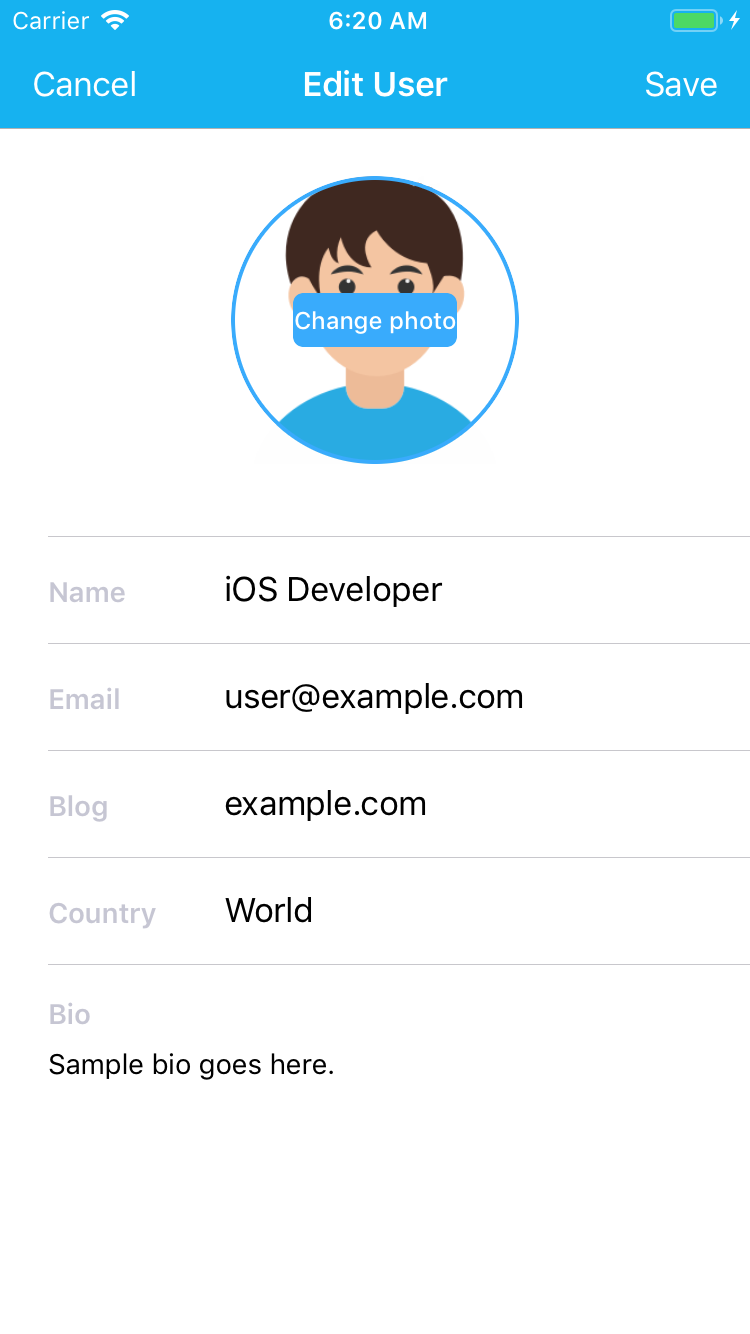 Carrier 6:20 AM
Cancel Edit User Save
Change photo
Name iOS Developer
Email user@example.com
Blog example.com
Country World
Bio
Sample bio goes here.